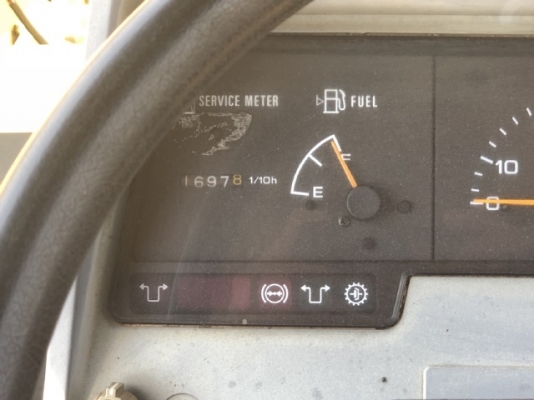 SERVICE METER
FUEL
16978 1/10h
F
E
10
0